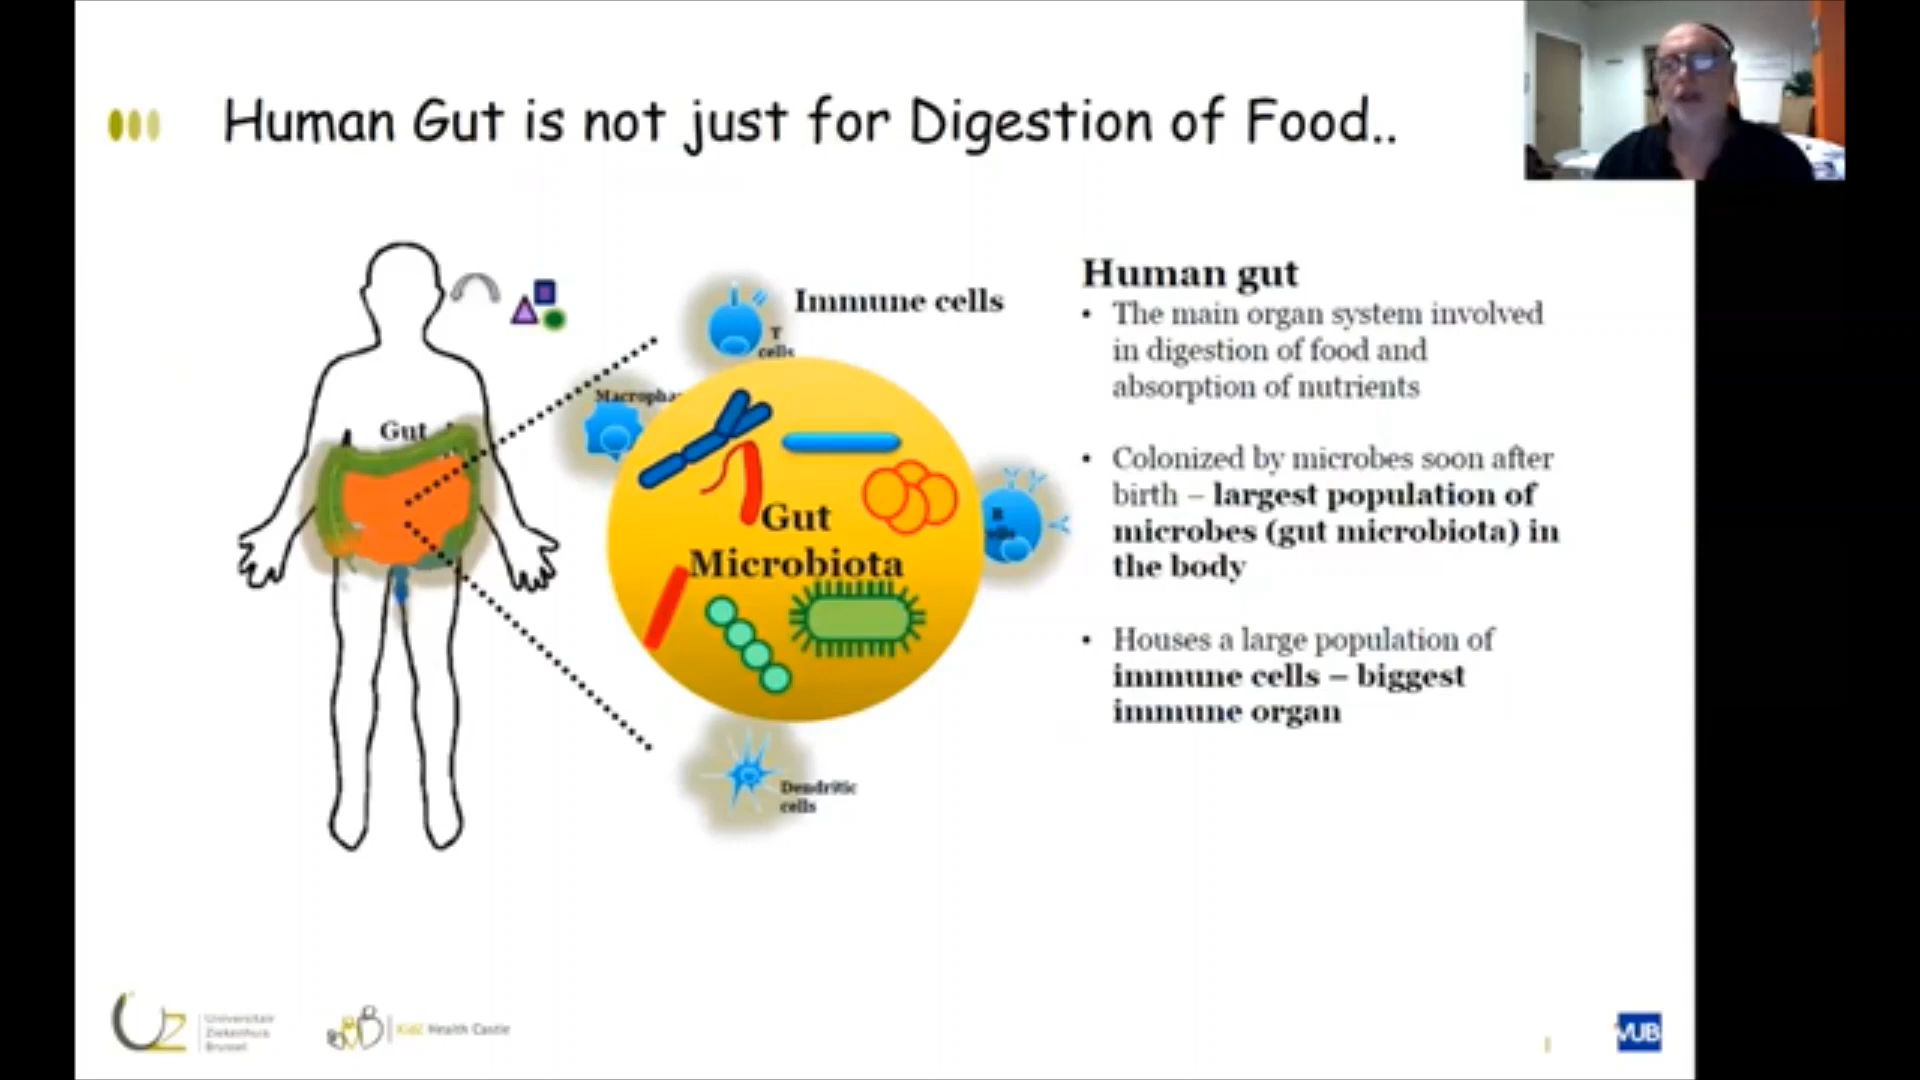 Human Gut is not just for Digestion of Food..
Immune cells
T
cells
Gut
B
Gut
Microbiota
Dendritic
cells
Human gut
• The main organ system involved
in digestion of food and
absorption of nutrients
• Colonized by microbes soon after
birth – largest population of
microbes (gut microbiota) in
the body
• Houses a large population of
immune cells – biggest
immune organ
UZ
Universitair
Ziekenhuis
Brussel
KidZ Health Castle
VUB